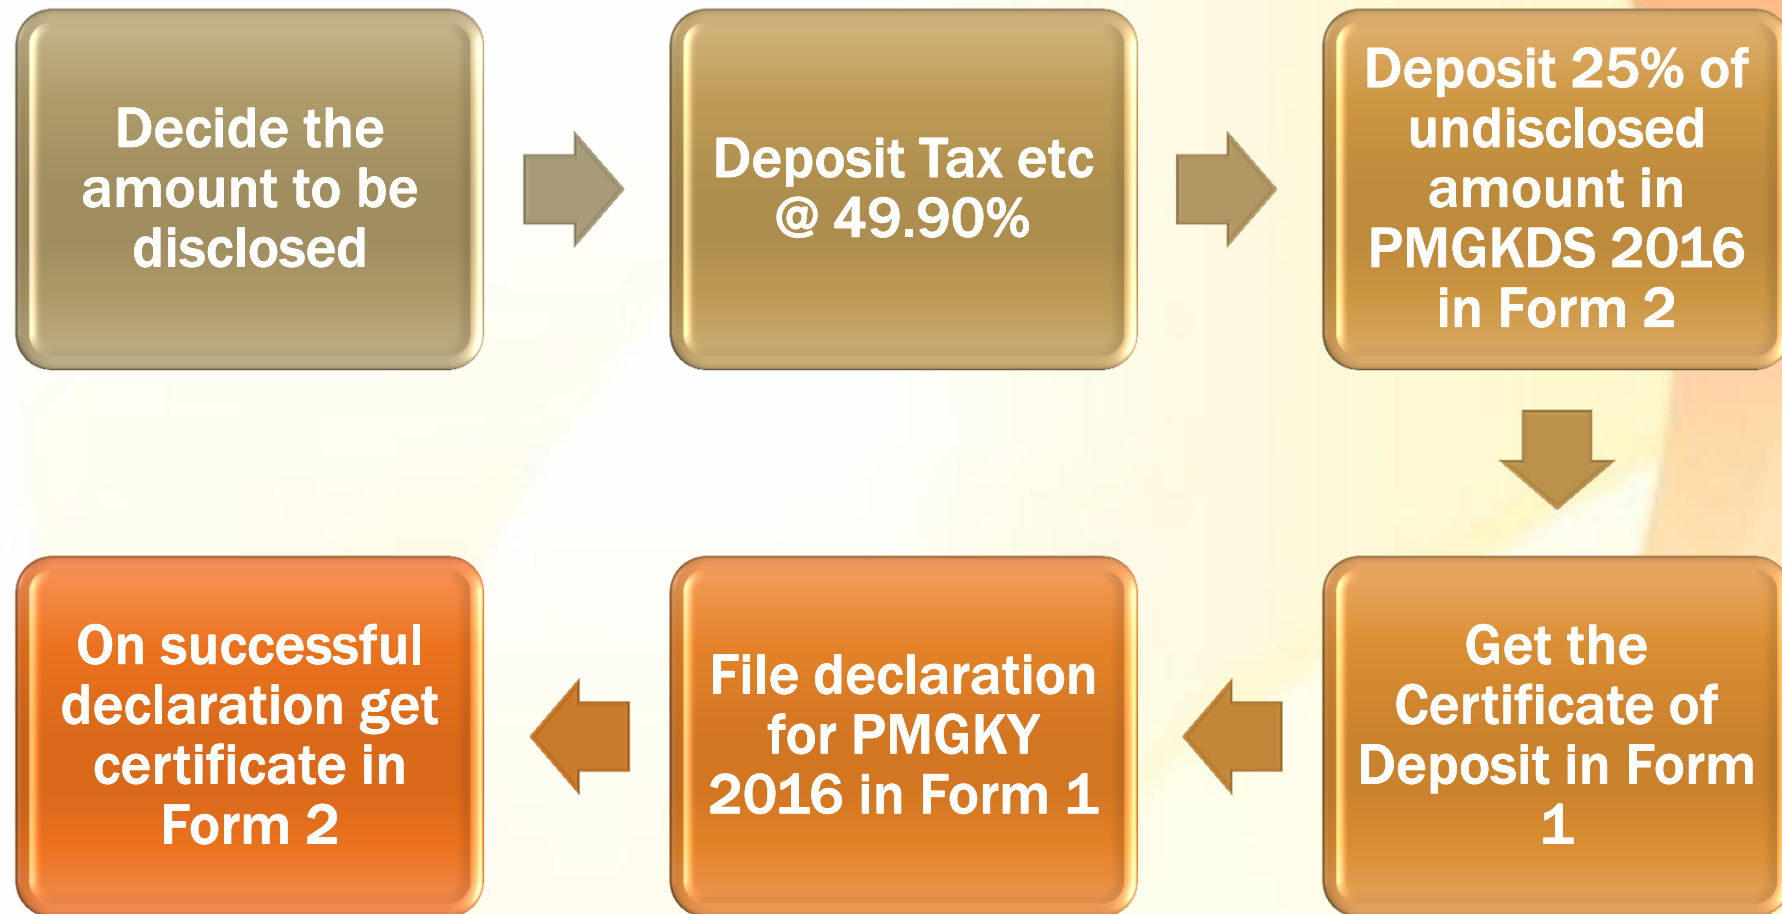 Decide the
amount to be
disclosed
Deposit Tax etc
@ 49.90%
Deposit 25% of
undisclosed
amount in
PMGKDS 2016
in Form 2
Get the
Certificate of
Deposit in Form
1
File declaration
for PMGKY
2016 in Form 1
On successful
declaration get
certificate in
Form 2